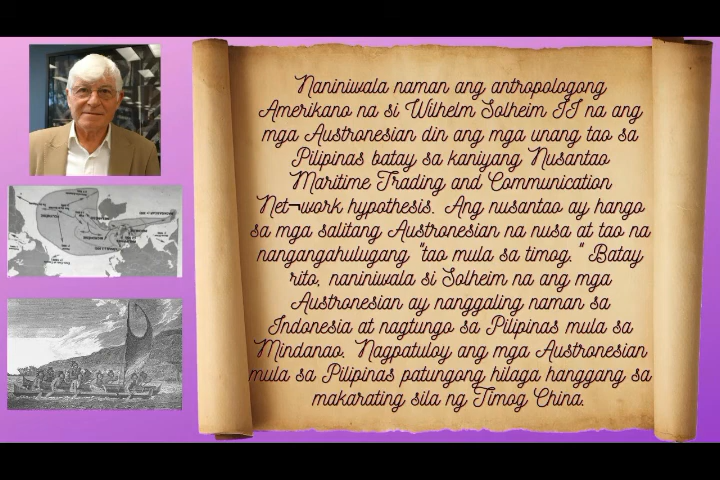 Naniniwala naman ang antropologong
Amerikano na si Wilhelm Solheim II na ang
mga Austronesian din ang mga unang tao sa
Pilipinas batay sa kaniyang Nusantao
Maritime Trading and Communication
Net¬work hypothesis. Ang nusantao ay hango
sa mga salitang Austronesian na nusa at tao na
nangangahulugang "tao mula sa timog." Batay
rito, naniniwala si Solheim na ang mga
Austronesian ay nanggaling naman sa
Indonesia at nagtungo sa Pilipinas mula sa
Mindanao. Nagpatuloy ang mga Austronesian
mula sa Pilipinas patungong hilaga hanggang sa
makarating sila ng Timog China.